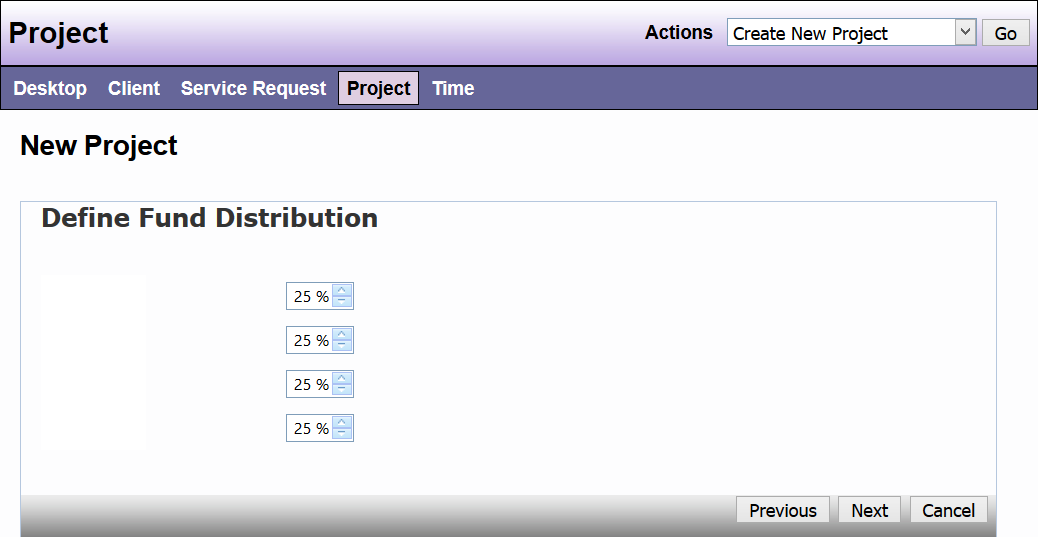 Project
Actions Create New Project Go
Desktop Client Service Request Project Time
New Project
Define Fund Distribution
25 %
25 %
25 %
25 %
Previous Next Cancel